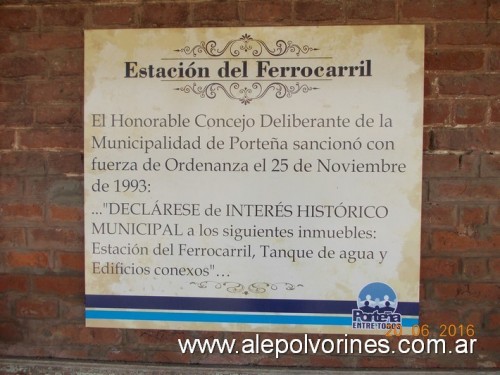 Estación del Ferrocarril
El Honorable Concejo Deliberante de la
Municipalidad de Porteña sancionó con
fuerza de Ordenanza el 25 de Noviembre
de 1993:
..."DECLÁRESE de INTERÉS HISTÓRICO
MUNICIPAL a los siguientes inmuebles:
Estación del Ferrocarril, Tanque de agua y
Edificios conexos"...
Porteña
ENTRE TODOS
06 2016
www.alepolvorines.com.ar